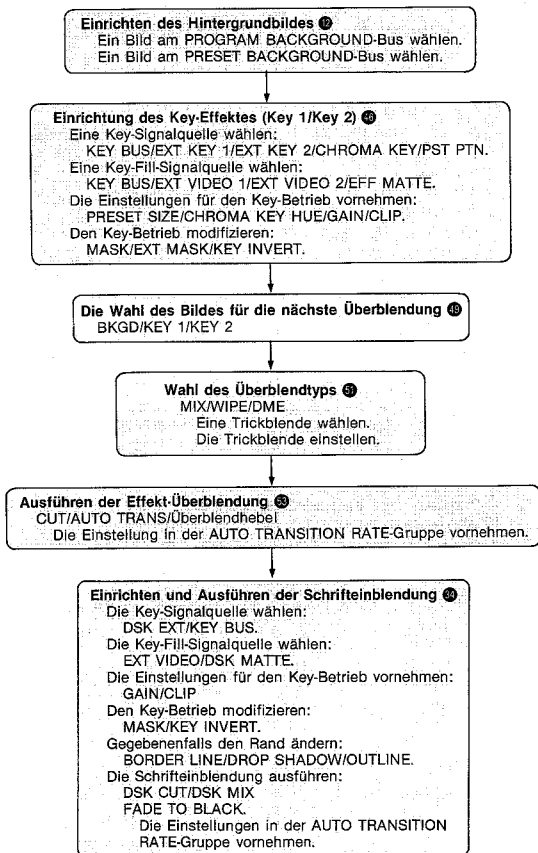 Einrichten des Hintergrundbildes 12
Ein Bild am PROGRAM BACKGROUND-Bus wählen.
Ein Bild am PRESET BACKGROUND-Bus wählen.
Einrichtung des Key-Effektes (Key 1/Key 2) 46
Eine Key-Signalquelle wählen:
KEY BUS/EXT KEY 1/EXT KEY 2/CHROMA KEY/PST PTN.
Eine Key-Fill-Signalquelle wählen:
KEY BUS/EXT VIDEO 1/EXT VIDEO 2/EFF MATTE.
Die Einstellungen für den Key-Betrieb vornehmen:
PRESET SIZE/CHROMA KEY HUE/GAIN/CLIP.
Den Key-Betrieb modifizieren:
MASK/EXT MASK/KEY INVERT.
Die Wahl des Bildes für die nächste Überblendung 49
BKGD/KEY 1/KEY 2
Wahl des Überblendtyps 51
MIX/WIPE/DME
Eine Trickblende wählen.
Die Trickblende einstellen.
Ausführen der Effekt-Überblendung 53
CUT/AUTO TRANS/Überblendhebel
Die Einstellung in der AUTO TRANSITION RATE-Gruppe vornehmen.
Einrichten und Ausführen der Schrifteinblendung 84
Die Key-Signalquelle wählen:
DSK EXT/KEY BUS.
Die Key-Fill-Signalquelle wählen:
EXT VIDEO/DSK MATTE.
Die Einstellungen für den Key-Betrieb vornehmen:
GAIN/CLIP
Den Key-Betrieb modifizieren:
MASK/KEY INVERT.
Gegebenenfalls den Rand ändern:
BORDER LINE/DROP SHADOW/OUTLINE.
Die Schrifteinblendung ausführen:
DSK CUT/DSK MIX
FADE TO BLACK.
Die Einstellungen in der AUTO TRANSITION
RATE-Gruppe vornehmen.